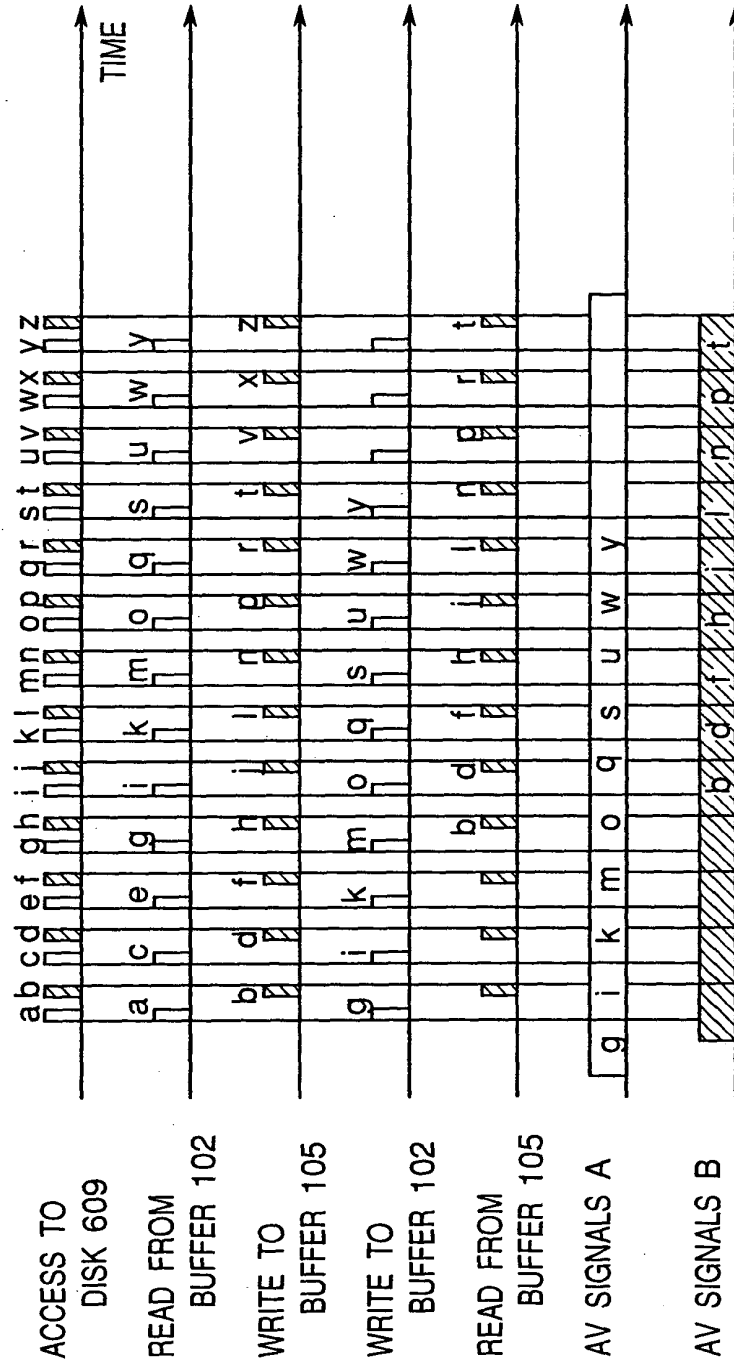 ACCESS TO
DISK 609
a b c d e f g h i j k l m n o p q r s t u v w x y z
TIME
READ FROM
BUFFER 102
a c e g i k m o q s u w y
WRITE TO
BUFFER 105
b d f h j l n p r t v x z
WRITE TO
BUFFER 102
g i k m o q s u w y
READ FROM
BUFFER 105
b d f h j l n p r t
AV SIGNALS A
g i k m o q s u w y
AV SIGNALS B
b d f h j l n p t